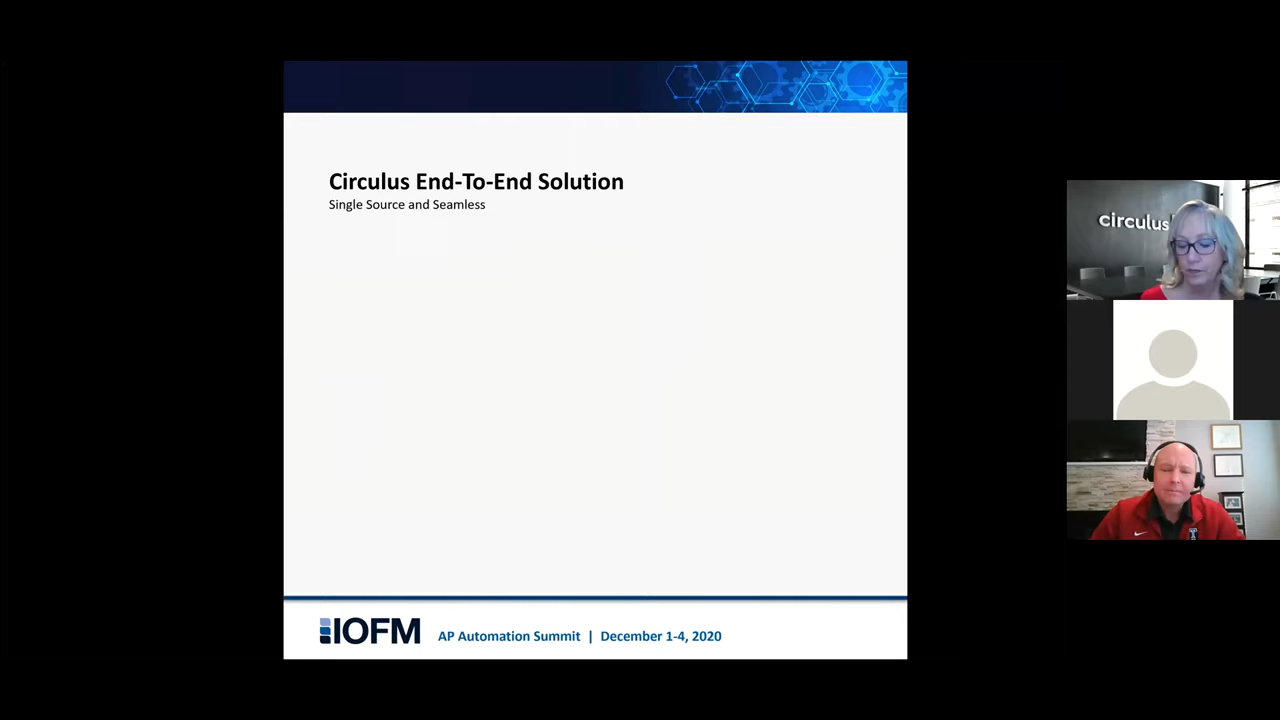 Circulus End-To-End Solution
Single Source and Seamless
circulus
IOFM
AP Automation Summit | December 1-4, 2020